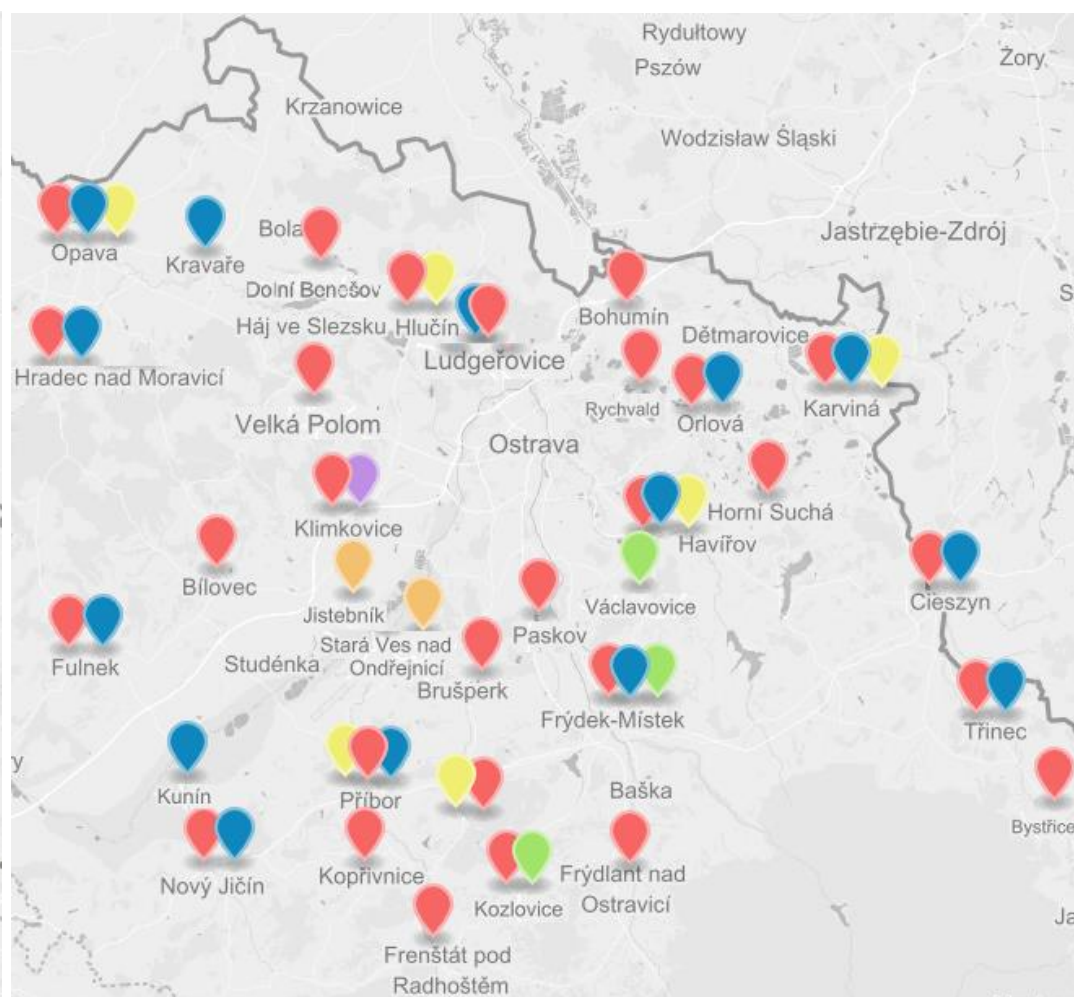 Rydułtowy
Pszów
Żory
Krzanowice
Wodzisław Śląski
Opava
Kravaře
Bola
Jastrzębie-Zdrój
Dolní Benešov
Háj ve Slezsku
Hlučín
Bohumín
S
Dětmarovice
Hradec nad Moravicí
Ludgeřovice
Velká Polom
Rychvald
Orlová
Karviná
Ostrava
Klimkovice
Horní Suchá
Havířov
Bílovec
Jistebník
Václavovice
Cieszyn
Fulnek
Studénka
Stará Ves nad
Ondřejnicí
Paskov
Brušperk
Frýdek-Místek
Třinec
ry
Kunín
Příbor
Baška
Bystřice
Nový Jičín
Kopřivnice
Kozlovice
Frýdlant nad
Ostravicí
Ja
Frenštát pod
Radhoštěm